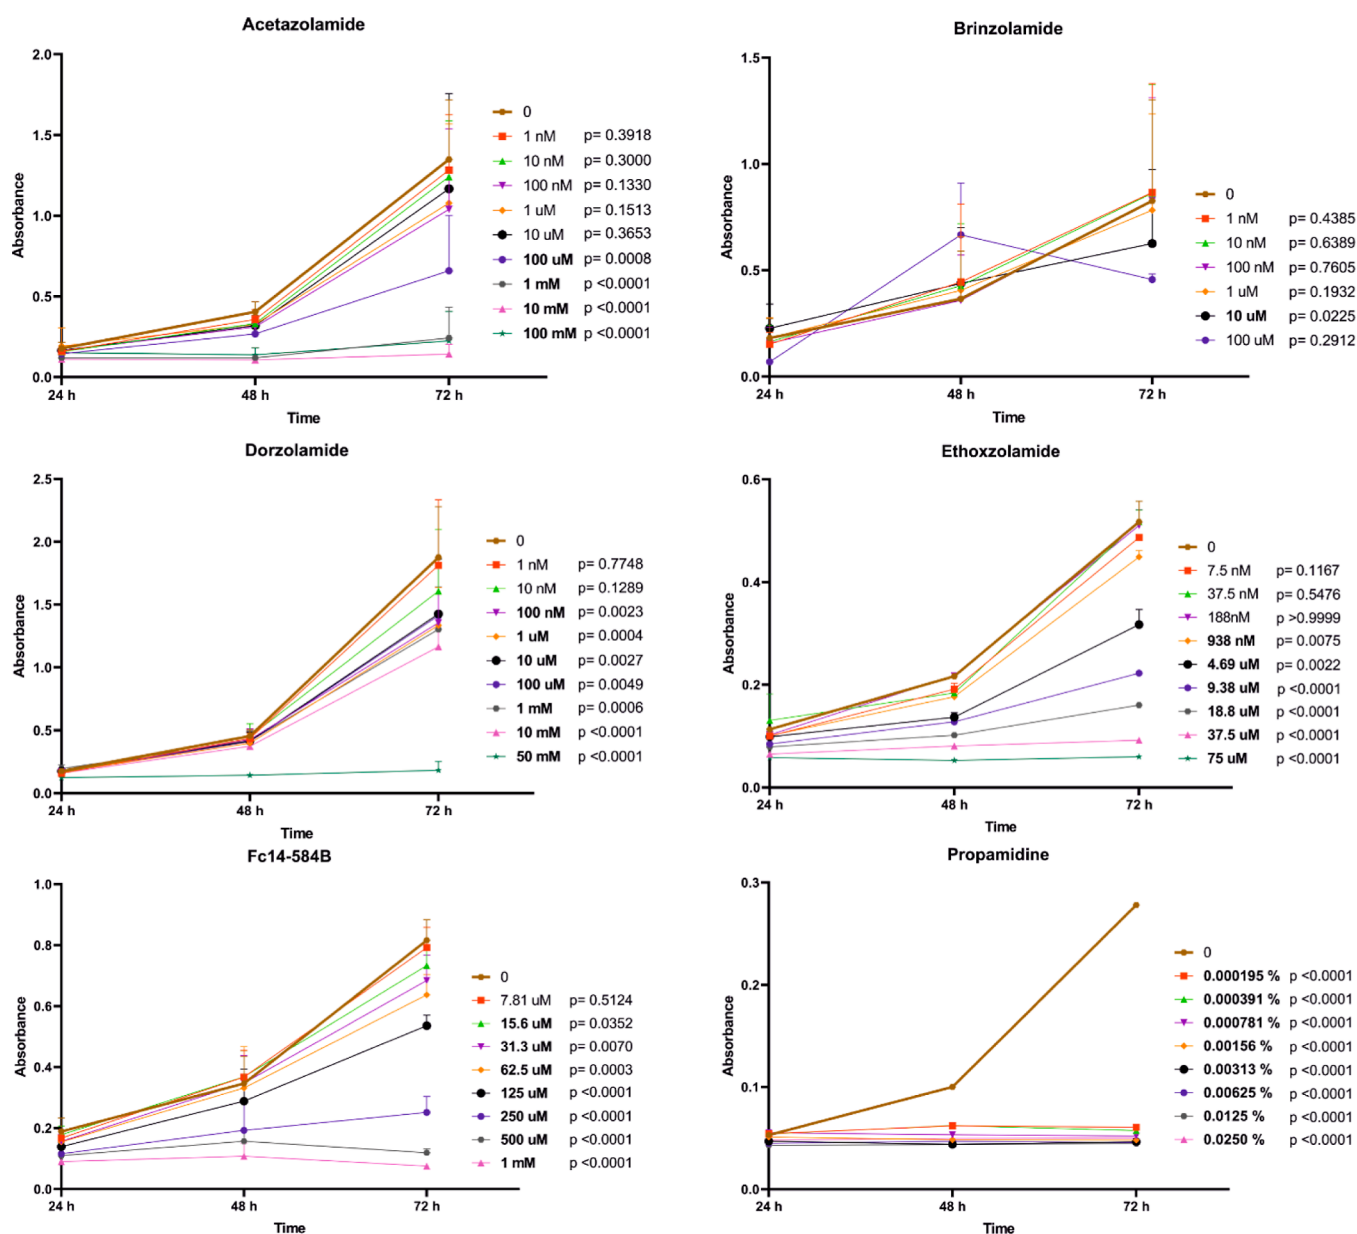 Acetazolamide
Absorbance
2.0
1.5
1.0
0.5
0.0
24 h
48 h
72 h
Time
0
1 nM p= 0.3918
10 nM p= 0.3000
100 nM p= 0.1330
1 uM p= 0.1513
10 uM p= 0.3653
100 uM p= 0.0008
1 mM p <0.0001
10 mM p <0.0001
100 mM p <0.0001
Brinzolamide
Absorbance
1.5
1.0
0.5
0.0
24 h
48 h
72 h
Time
0
1 nM p= 0.4385
10 nM p= 0.6389
100 nM p= 0.7605
1 uM p= 0.1932
10 uM p= 0.0225
100 uM p= 0.2912
Dorzolamide
Absorbance
2.5
2.0
1.5
1.0
0.5
0.0
24 h
48 h
72 h
Time
0
1 nM p= 0.7748
10 nM p= 0.1289
100 nM p= 0.0023
1 uM p= 0.0004
10 uM p= 0.0027
100 uM p= 0.0049
1 mM p= 0.0006
10 mM p <0.0001
50 mM p <0.0001
Ethoxzolamide
Absorbance
0.6
0.4
0.2
0.0
24 h
48 h
72 h
Time
0
7.5 nM p= 0.1167
37.5 nM p= 0.5476
188nM p >0.9999
938 nM p= 0.0075
4.69 uM p= 0.0022
9.38 uM p <0.0001
18.8 uM p <0.0001
37.5 uM p <0.0001
75 uM p <0.0001
Fc14-584B
Absorbance
1.0
0.8
0.6
0.4
0.2
0.0
24 h
48 h
72 h
Time
0
7.81 uM p= 0.5124
15.6 uM p= 0.0352
31.3 uM p= 0.0070
62.5 uM p= 0.0003
125 uM p <0.0001
250 uM p <0.0001
500 uM p <0.0001
1 mM p <0.0001
Propamidine
Absorbance
0.3
0.2
0.1
0.0
24 h
48 h
72 h
Time
0
0.000195 % p <0.0001
0.000391 % p <0.0001
0.000781 % p <0.0001
0.00156 % p <0.0001
0.00313 % p <0.0001
0.00625 % p <0.0001
0.0125 % p <0.0001
0.0250 % p <0.0001